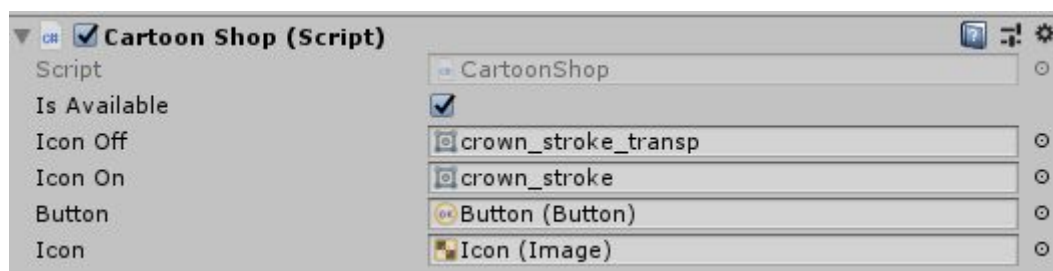 Cartoon Shop (Script)
Script CartoonShop
Is Available
Icon Off crown_stroke_transp
Icon On crown_stroke
Button Button (Button)
Icon Icon (Image)